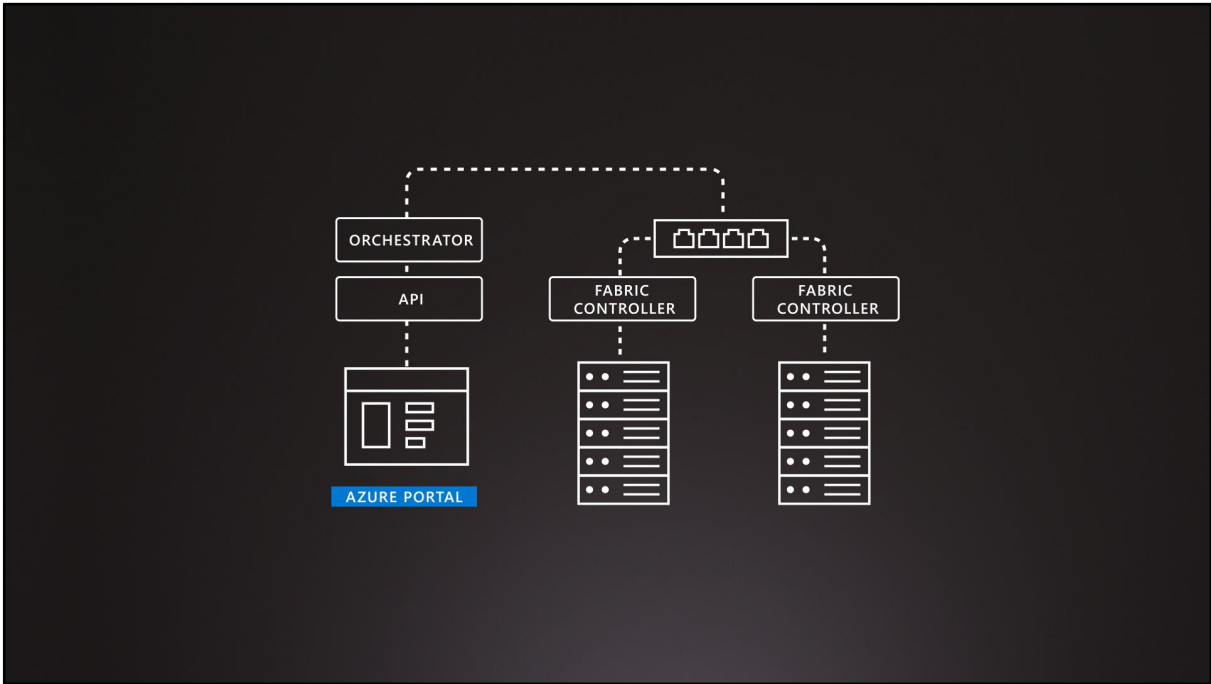 ORCHESTRATOR
API
AZURE PORTAL
FABRIC
CONTROLLER
FABRIC
CONTROLLER